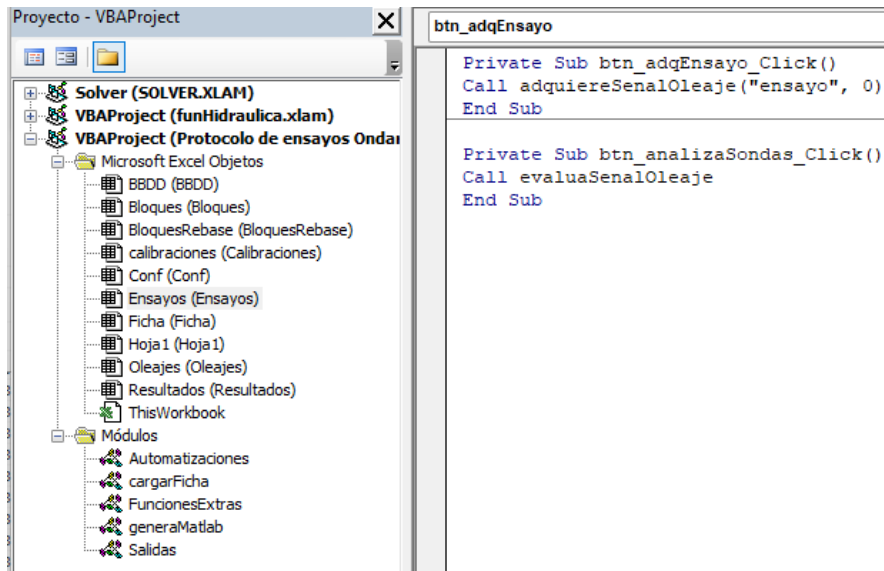 Proyecto - VBAProject
Solver (SOLVER.XLAM)
VBAProject (funHidraulica.xlam)
VBAProject (Protocolo de ensayos Ondar
Microsoft Excel Objetos
BBDD (BBDD)
Bloques (Bloques)
BloquesRebase (BloquesRebase)
calibraciones (Calibraciones)
Conf (Conf)
Ensayos (Ensayos)
Ficha (Ficha)
Hoja1 (Hoja1)
Oleajes (Oleajes)
Resultados (Resultados)
ThisWorkbook
Módulos
Automatizaciones
cargarFicha
FuncionesExtras
generaMatlab
Salidas
btn_adqEnsayo
Private Sub btn_adqEnsayo_Click()
Call adquiereSenalOleaje("ensayo", 0)
End Sub
Private Sub btn_analizaSondas_Click()
Call evaluaSenalOleaje
End Sub